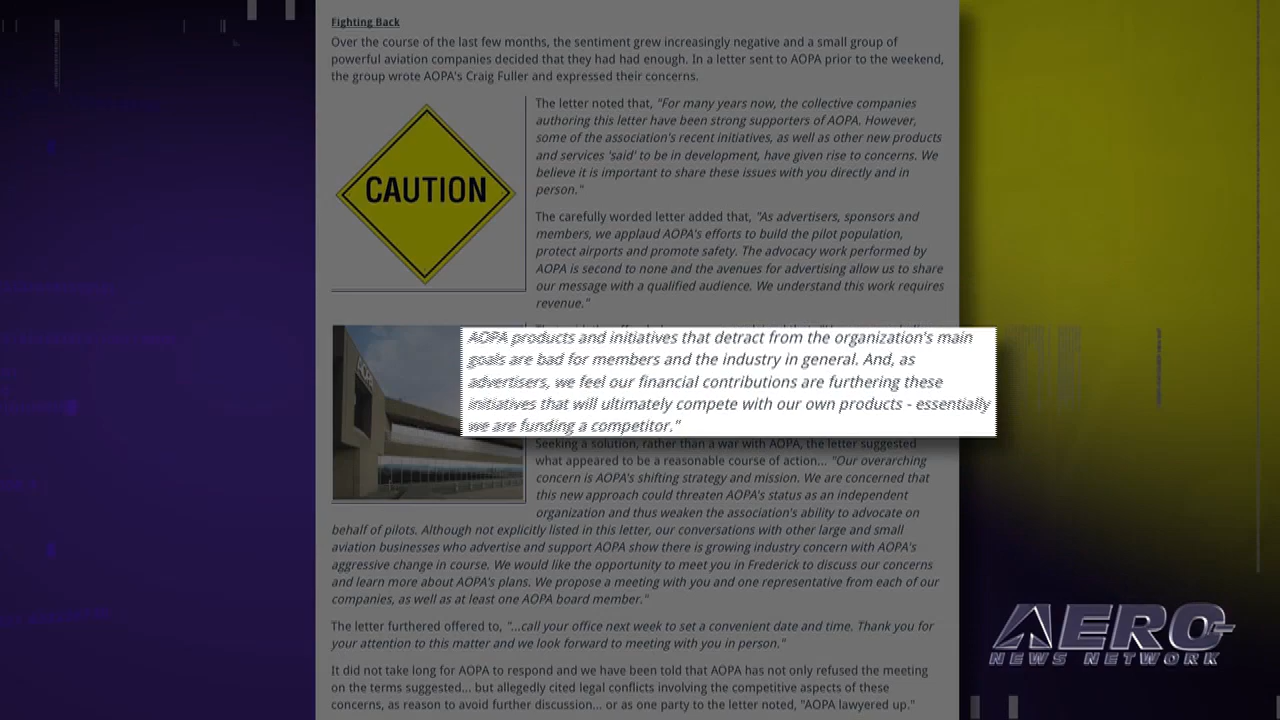 Fighting Back
Over the course of the last few months, the sentiment grew increasingly negative and a small group of
powerful aviation companies decided that they had had enough. In a letter sent to AOPA prior to the weekend,
the group wrote AOPA's Craig Fuller and expressed their concerns.
CAUTION
The letter noted that, "For many years now, the collective companies
authoring this letter have been strong supporters of AOPA. However,
some of the association's recent initiatives, as well as other new products
and services 'said' to be in development, have given rise to concerns. We
believe it is important to share these issues with you directly and in
person."
The carefully worded letter added that, "As advertisers, sponsors and
members, we applaud AOPA's efforts to build the pilot population,
protect airports and promote safety. The advocacy work performed by
AOPA is second to none and the avenues for advertising allow us to share
our message with a qualified audience. We understand this work requires
revenue."
AOPA products and initiatives that detract from the organization's main
goals are bad for members and the industry in general. And, as
advertisers, we feel our financial contributions are furthering these
initiatives that will ultimately compete with our own products - essentially
we are funding a competitor."
Seeking a solution, rather than a war with AOPA, the letter suggested
what appeared to be a reasonable course of action... "Our overarching
concern is AOPA's shifting strategy and mission. We are concerned that
this new approach could threaten AOPA's status as an independent
organization and thus weaken the association's ability to advocate on
behalf of pilots. Although not explicitly listed in this letter, our conversations with other large and small
aviation businesses who advertise and support AOPA show there is growing industry concern with AOPA's
aggressive change in course. We would like the opportunity to meet you in Frederick to discuss our concerns
and learn more about AOPA's plans. We propose a meeting with you and one representative from each of our
companies, as well as at least one AOPA board member."
The letter furthered offered to, "...call your office next week to set a convenient date and time. Thank you for
your attention to this matter and we look forward to meeting with you in person."
It did not take long for AOPA to respond and we have been told that AOPA has not only refused the meeting
on the terms suggested... but allegedly cited legal conflicts involving the competitive aspects of these
concerns, as reason to avoid further discussion... or as one party to the letter noted, "AOPA lawyered up."
AERO
NEWS NETWORK